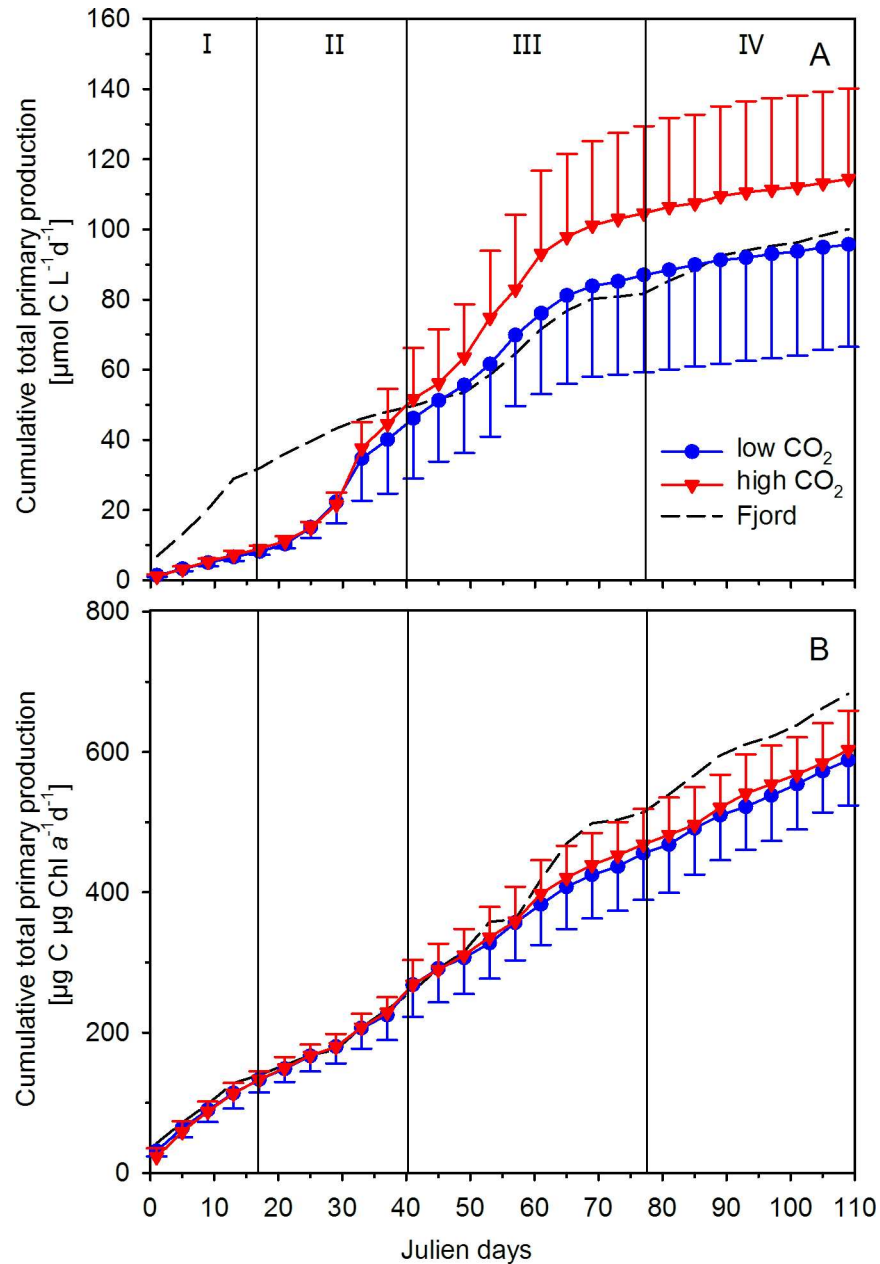 160
140
120
100
80
60
40
20
0
Cumulative total primary production
[µmol C L⁻¹d⁻¹]
I II III IV A
low CO₂
high CO₂
Fjord
800
600
400
200
0
Cumulative total primary production
[µg C µg Chl a⁻¹d⁻¹]
B
0 10 20 30 40 50 60 70 80 90 100 110
Julien days